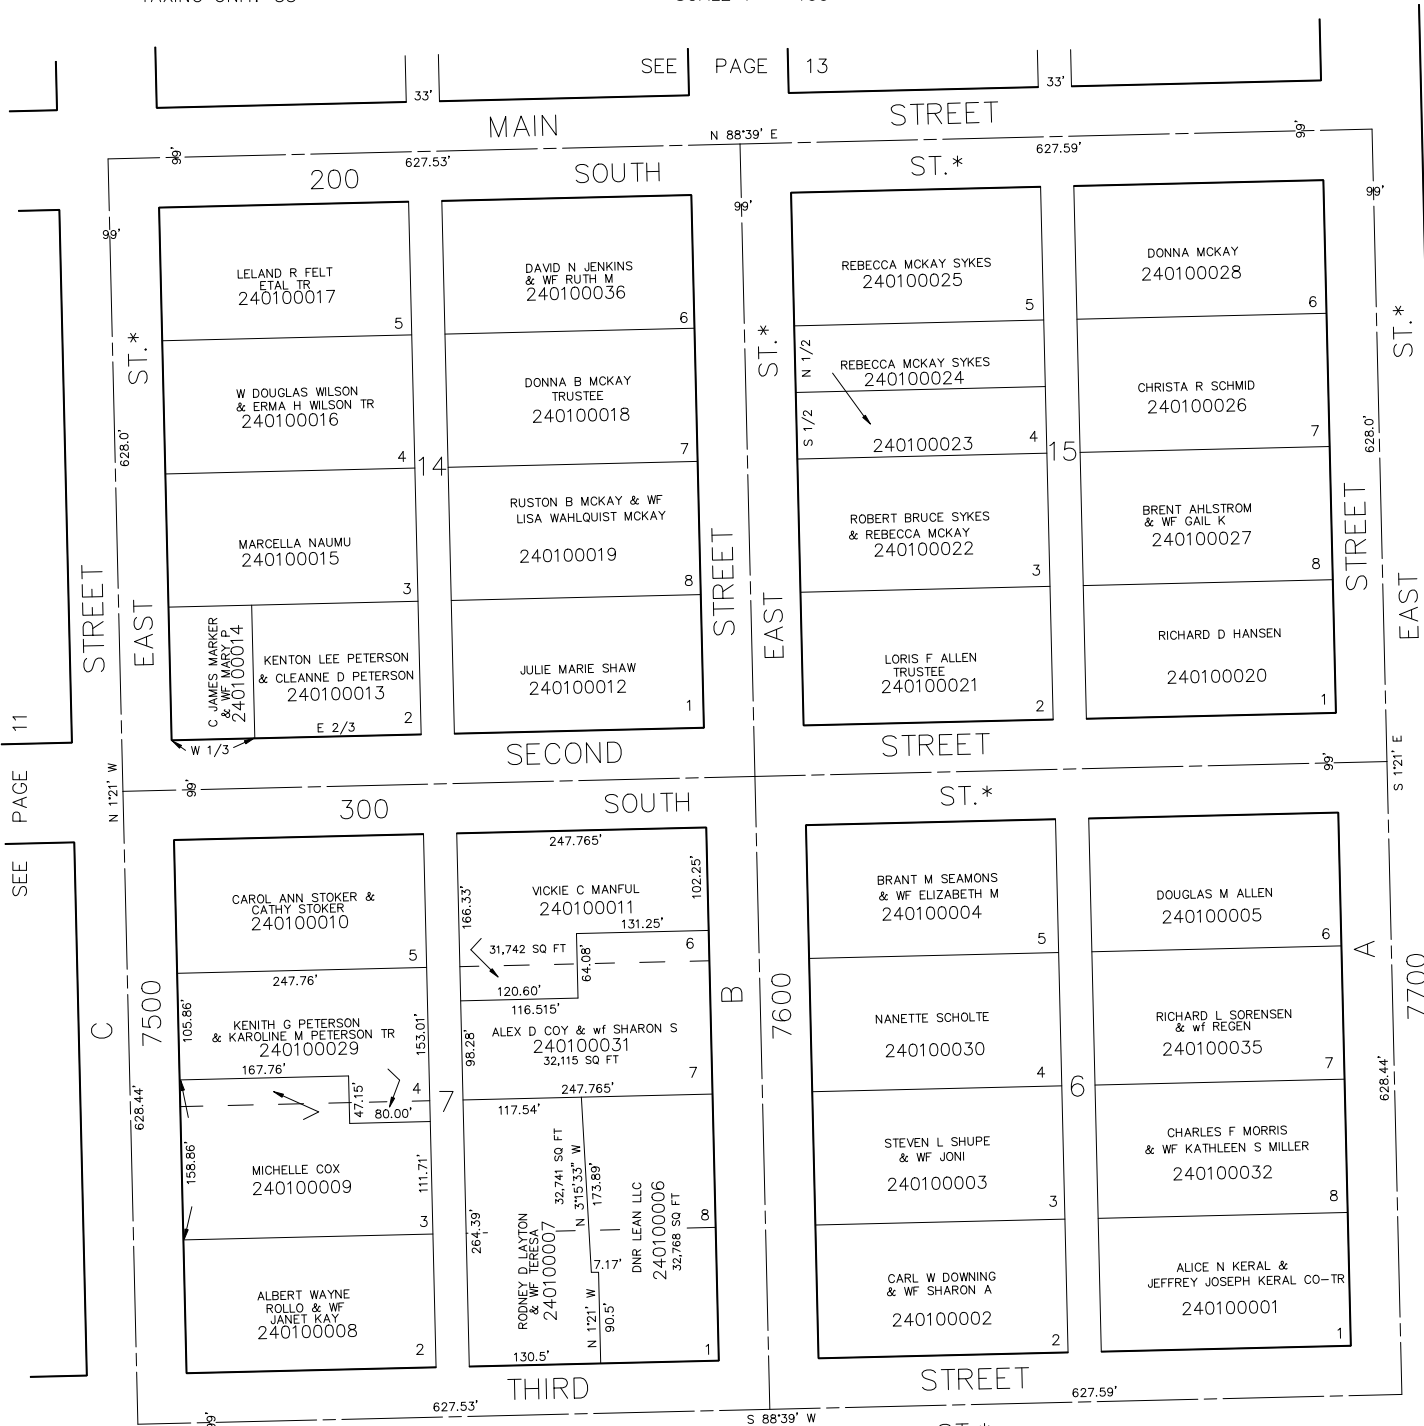 SEE PAGE 13
33'
33'
MAIN STREET
N 88°39' E
99'
627.53'
627.59'
99'
200 SOUTH ST.*
99'
99'
99'
LELAND R FELT
ETAL TR
240100017
5
DAVID N JENKINS
& WF RUTH M
240100036
6
REBECCA MCKAY SYKES
240100025
5
DONNA MCKAY
240100028
6
ST.*
ST.*
ST.*
W DOUGLAS WILSON
& ERMA H WILSON TR
240100016
4
DONNA B MCKAY
TRUSTEE
240100018
7
N 1/2
REBECCA MCKAY SYKES
240100024
S 1/2
240100023
4
CHRISTA R SCHMID
240100026
7
628.0'
14
15
628.0'
MARCELLA NAUMU
240100015
3
RUSTON B MCKAY & WF
LISA WAHLQUIST MCKAY
240100019
8
ROBERT BRUCE SYKES
& REBECCA MCKAY
240100022
3
BRENT AHLSTROM
& WF GAIL K
240100027
8
STREET
EAST
STREET
EAST
STREET
EAST
C JAMES MARKER
& WF MARY P
240100014
KENTON LEE PETERSON
& CLEANNE D PETERSON
240100013
2
E 2/3
W 1/3
JULIE MARIE SHAW
240100012
1
LORIS F ALLEN
TRUSTEE
240100021
2
RICHARD D HANSEN
240100020
1
SEE PAGE 11
N 1°21' W
SECOND STREET
99'
99'
S 1°21' E
300 SOUTH ST.*
CAROL ANN STOKER &
CATHY STOKER
240100010
5
247.76'
247.765'
166.33'
VICKIE C MANFUL
240100011
102.25'
131.25'
31,742 SQ FT
64.08'
6
120.60'
116.515'
BRANT M SEAMONS
& WF ELIZABETH M
240100004
5
DOUGLAS M ALLEN
240100005
6
C
7500
B
7600
A
7700
105.86'
KENITH G PETERSON
& KAROLINE M PETERSON TR
240100029
153.01'
167.76'
47.15'
80.00'
4
7
98.28'
ALEX D COY & wf SHARON S
240100031
32,115 SQ FT
7
247.765'
NANETTE SCHOLTE
240100030
4
6
RICHARD L SORENSEN
& wf REGEN
240100035
7
628.44'
628.44'
158.86'
MICHELLE COX
240100009
111.71'
3
117.54'
264.39'
32,741 SQ FT
N 3°15'33" W
173.89'
RODNEY D LAYTON
& WF TERESA
240100007
7.17'
N 1°21' W
90.5'
130.5'
DNR LEAN LLC
240100006
32,768 SQ FT
8
1
STEVEN L SHUPE
& WF JONI
240100003
3
CHARLES F MORRIS
& WF KATHLEEN S MILLER
240100032
8
ALBERT WAYNE
ROLLO & WF
JANET KAY
240100008
2
CARL W DOWNING
& WF SHARON A
240100002
2
ALICE N KERAL &
JEFFREY JOSEPH KERAL CO-TR
240100001
1
THIRD STREET
99'
627.53'
S 88°39' W
627.59'